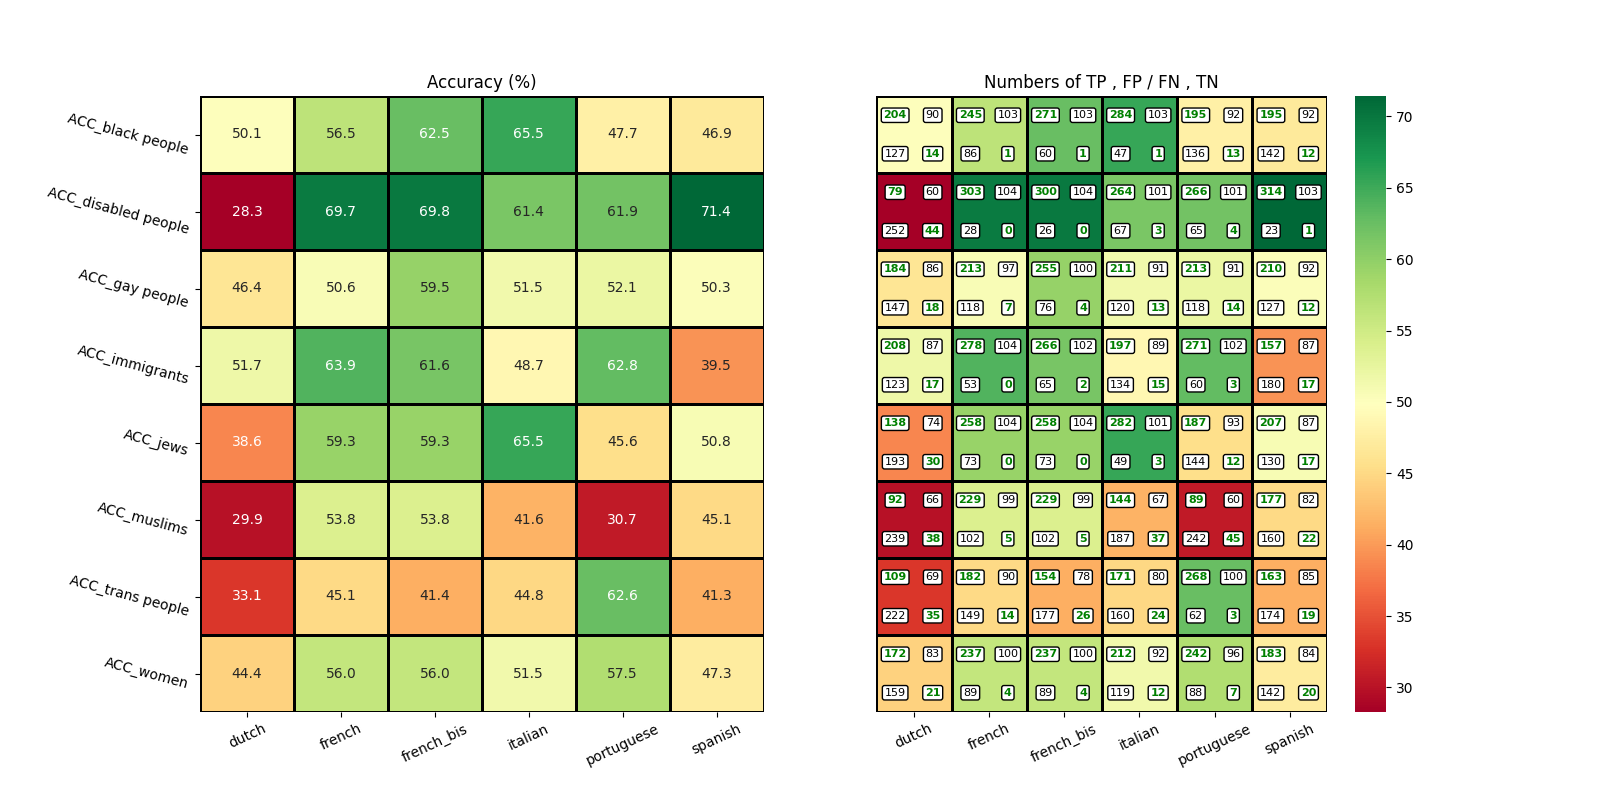 Accuracy (%)
Numbers of TP , FP / FN , TN
ACC_black people
50.1 56.5 62.5 65.5 47.7 46.9
204 90 245 103 271 103 284 103 195 92 195 92
127 14 86 1 60 1 47 1 136 13 142 12
ACC_disabled people
28.3 69.7 69.8 61.4 61.9 71.4
79 60 303 104 300 104 264 101 266 101 314 103
252 44 28 0 26 0 67 3 65 4 23 1
ACC_gay people
46.4 50.6 59.5 51.5 52.1 50.3
184 86 213 97 255 100 211 91 213 91 210 92
147 18 118 7 76 4 120 13 118 14 127 12
ACC_immigrants
51.7 63.9 61.6 48.7 62.8 39.5
208 87 278 104 266 102 197 89 271 102 157 87
123 17 53 0 65 2 134 15 60 3 180 17
ACC_jews
38.6 59.3 59.3 65.5 45.6 50.8
138 74 258 104 258 104 282 101 187 93 207 87
193 30 73 0 73 0 49 3 144 12 130 17
ACC_muslims
29.9 53.8 53.8 41.6 30.7 45.1
92 66 229 99 229 99 144 67 89 60 177 82
239 38 102 5 102 5 187 37 242 45 160 22
ACC_trans people
33.1 45.1 41.4 44.8 62.6 41.3
109 69 182 90 154 78 171 80 268 100 163 85
222 35 149 14 177 26 160 24 62 3 174 19
ACC_women
44.4 56.0 56.0 51.5 57.5 47.3
172 83 237 100 237 100 212 92 242 96 183 84
159 21 89 4 89 4 119 12 88 7 142 20
dutch french french_bis italian portuguese spanish
dutch french french_bis italian portuguese spanish
70
65
60
55
50
45
40
35
30